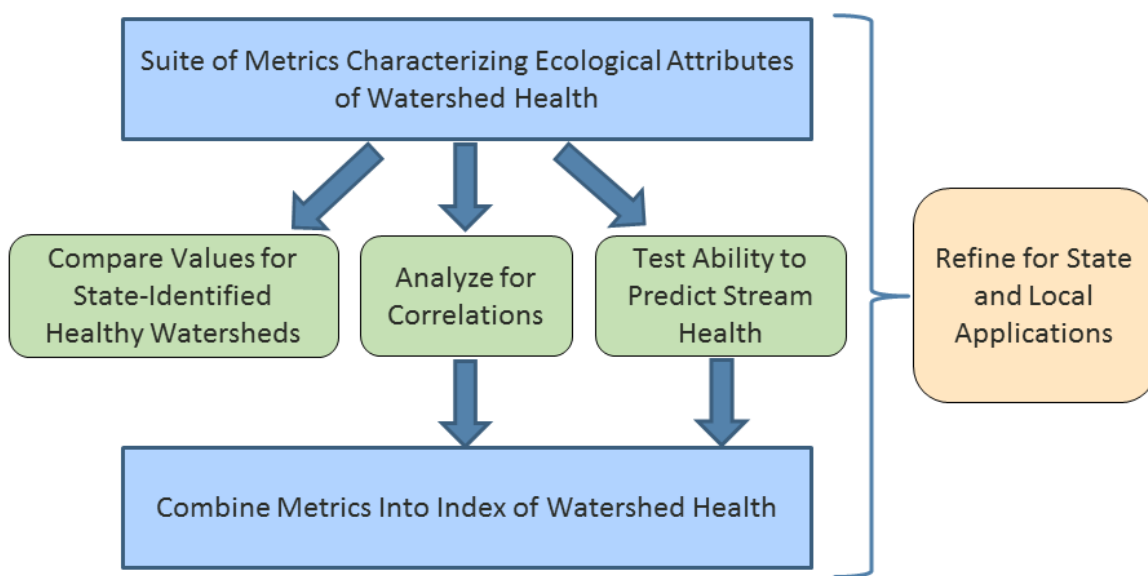 Suite of Metrics Characterizing Ecological Attributes
of Watershed Health
Compare Values for
State-Identified
Healthy Watersheds
Analyze for
Correlations
Test Ability to
Predict Stream
Health
Refine for State
and Local
Applications
Combine Metrics Into Index of Watershed Health